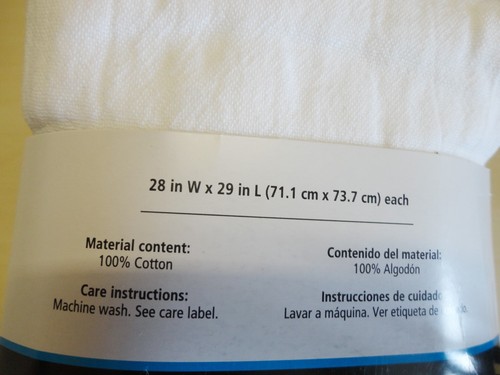 28 in W x 29 in L (71.1 cm x 73.7 cm) each
Material content:
100% Cotton
Care instructions:
Machine wash. See care label.
Contenido del material:
100% Algodón
Instrucciones de cuidado
Lavar a máquina. Ver etiqueta de